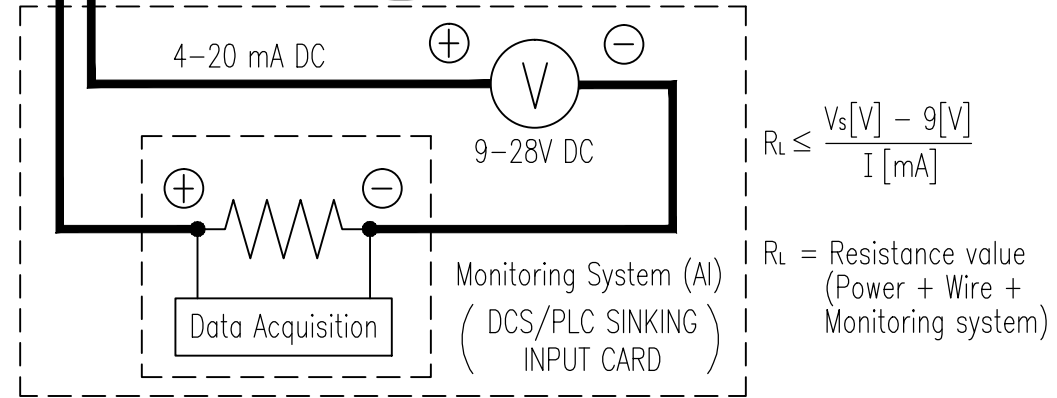 4-20 mA DC
+
−
V
9-28V DC
+
−
Data Acquisition
Monitoring System (AI)
( DCS/PLC SINKING
INPUT CARD )
RL ≤ Vs[V] - 9[V]
I [mA]
RL = Resistance value
(Power + Wire +
Monitoring system)